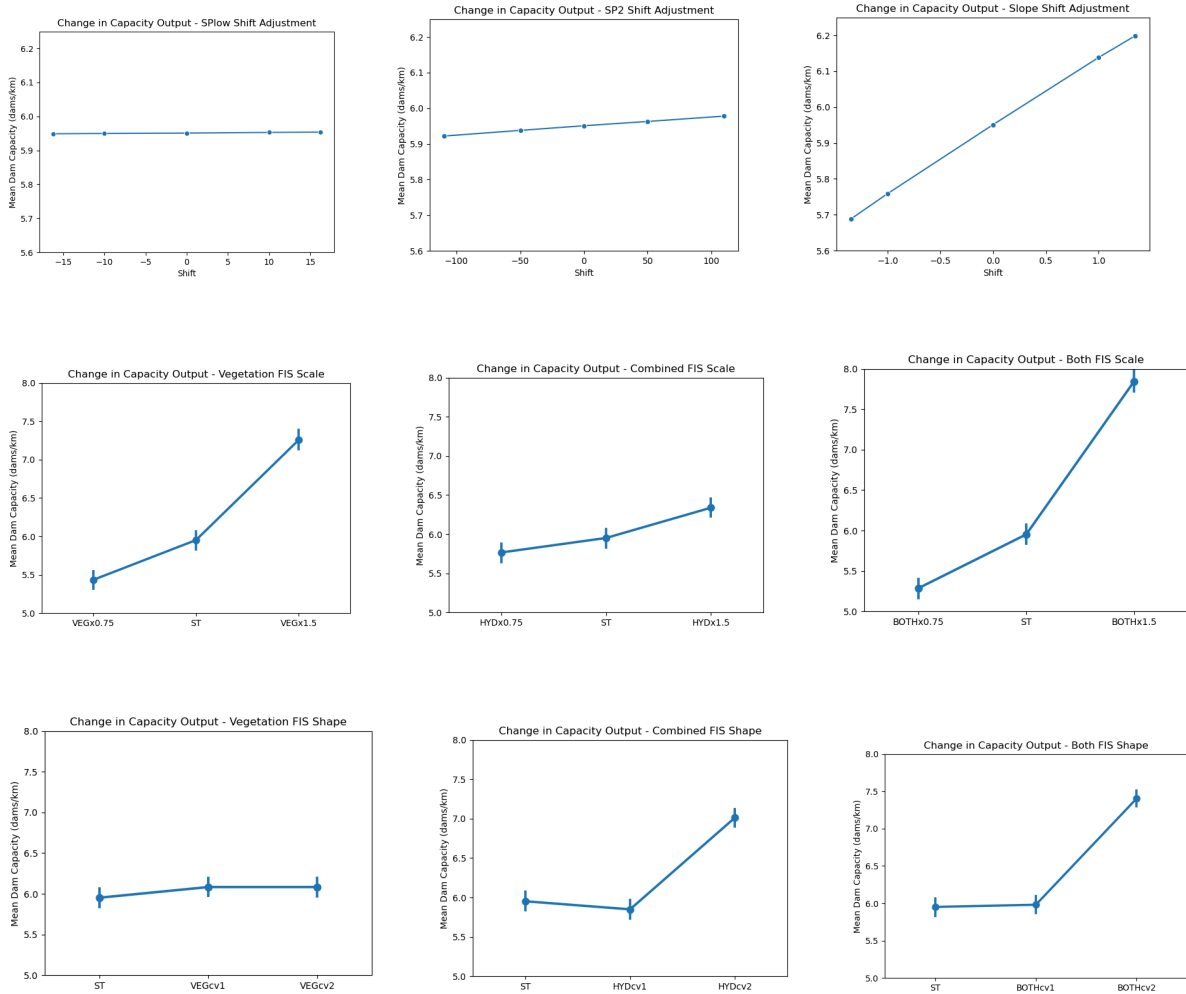 Change in Capacity Output - SPlow Shift Adjustment
Mean Dam Capacity (dams/km)
6.2
6.1
6.0
5.9
5.8
5.7
5.6
−15 −10 −5 0 5 10 15
Shift
Change in Capacity Output - SP2 Shift Adjustment
Mean Dam Capacity (dams/km)
6.2
6.1
6.0
5.9
5.8
5.7
5.6
−100 −50 0 50 100
Shift
Change in Capacity Output - Slope Shift Adjustment
Mean Dam Capacity (dams/km)
6.2
6.1
6.0
5.9
5.8
5.7
5.6
−1.0 −0.5 0.0 0.5 1.0
Shift
Change in Capacity Output - Vegetation FIS Scale
Mean Dam Capacity (dams/km)
8.0
7.5
7.0
6.5
6.0
5.5
5.0
VEGx0.75 ST VEGx1.5
Change in Capacity Output - Combined FIS Scale
Mean Dam Capacity (dams/km)
8.0
7.5
7.0
6.5
6.0
5.5
5.0
HYDx0.75 ST HYDx1.5
Change in Capacity Output - Both FIS Scale
Mean Dam Capacity (dams/km)
8.0
7.5
7.0
6.5
6.0
5.5
5.0
BOTHx0.75 ST BOTHx1.5
Change in Capacity Output - Vegetation FIS Shape
Mean Dam Capacity (dams/km)
8.0
7.5
7.0
6.5
6.0
5.5
5.0
ST VEGcv1 VEGcv2
Change in Capacity Output - Combined FIS Shape
Mean Dam Capacity (dams/km)
8.0
7.5
7.0
6.5
6.0
5.5
5.0
ST HYDcv1 HYDcv2
Change in Capacity Output - Both FIS Shape
Mean Dam Capacity (dams/km)
8.0
7.5
7.0
6.5
6.0
5.5
5.0
ST BOTHcv1 BOTHcv2